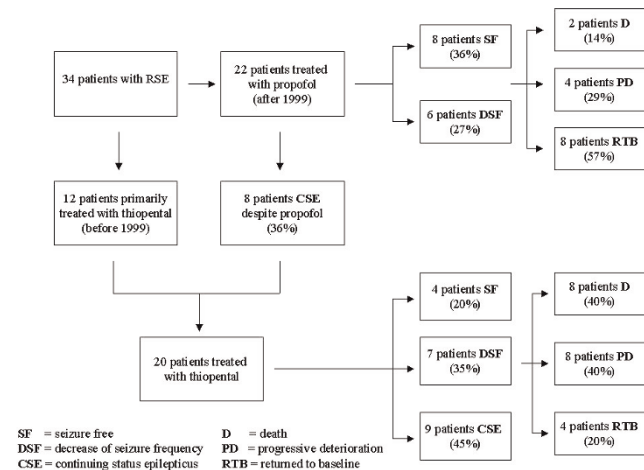 34 patients with RSE
22 patients treated
with propofol
(after 1999)
8 patients SF
(36%)
6 patients DSF
(27%)
2 patients D
(14%)
4 patients PD
(29%)
8 patients RTB
(57%)
12 patients primarily
treated with thiopental
(before 1999)
8 patients CSE
despite propofol
(36%)
20 patients treated
with thiopental
4 patients SF
(20%)
7 patients DSF
(35%)
9 patients CSE
(45%)
8 patients D
(40%)
8 patients PD
(40%)
4 patients RTB
(20%)
SF = seizure free
DSF = decrease of seizure frequency
CSE = continuing status epilepticus
D = death
PD = progressive deterioration
RTB = returned to baseline